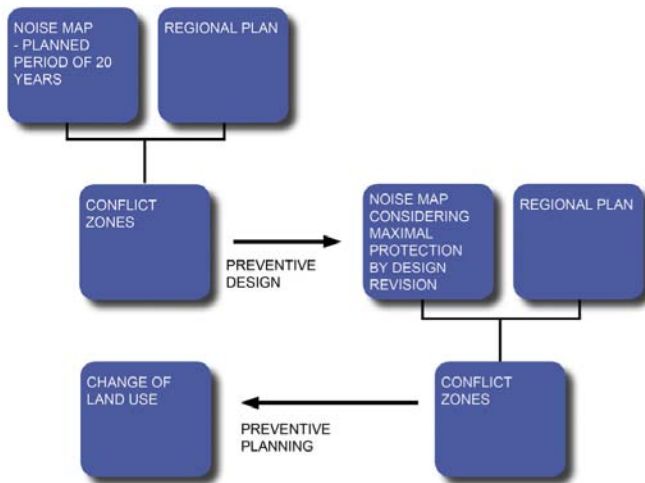 NOISE MAP
- PLANNED
PERIOD OF 20
YEARS
REGIONAL PLAN
CONFLICT
ZONES
PREVENTIVE
DESIGN
NOISE MAP
CONSIDERING
MAXIMAL
PROTECTION
BY DESIGN
REVISION
REGIONAL PLAN
CONFLICT
ZONES
PREVENTIVE
PLANNING
CHANGE OF
LAND USE